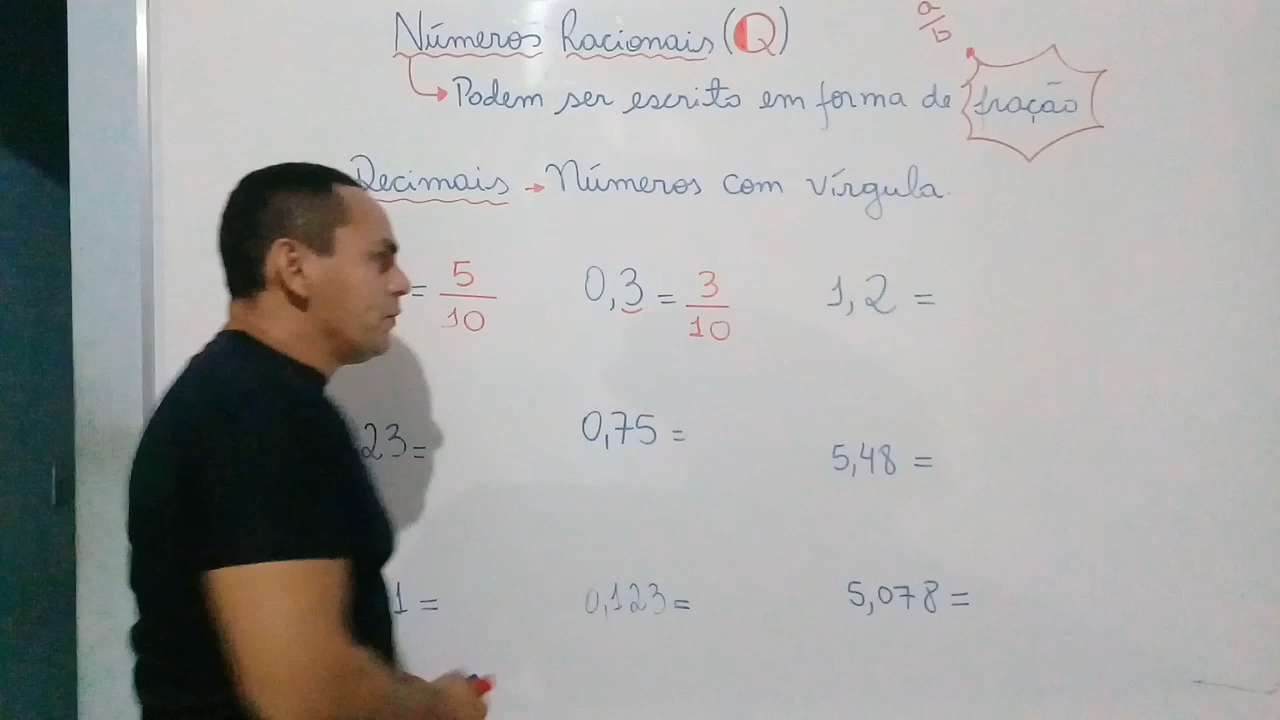 Números Racionais (Q)
a/b
Podem ser escrito em forma de fração
Decimais → Números com vírgula.
= 5/10
0,3 = 3/10
1,2 =
23 =
0,75 =
5,48 =
1 =
0,123 =
5,078 =